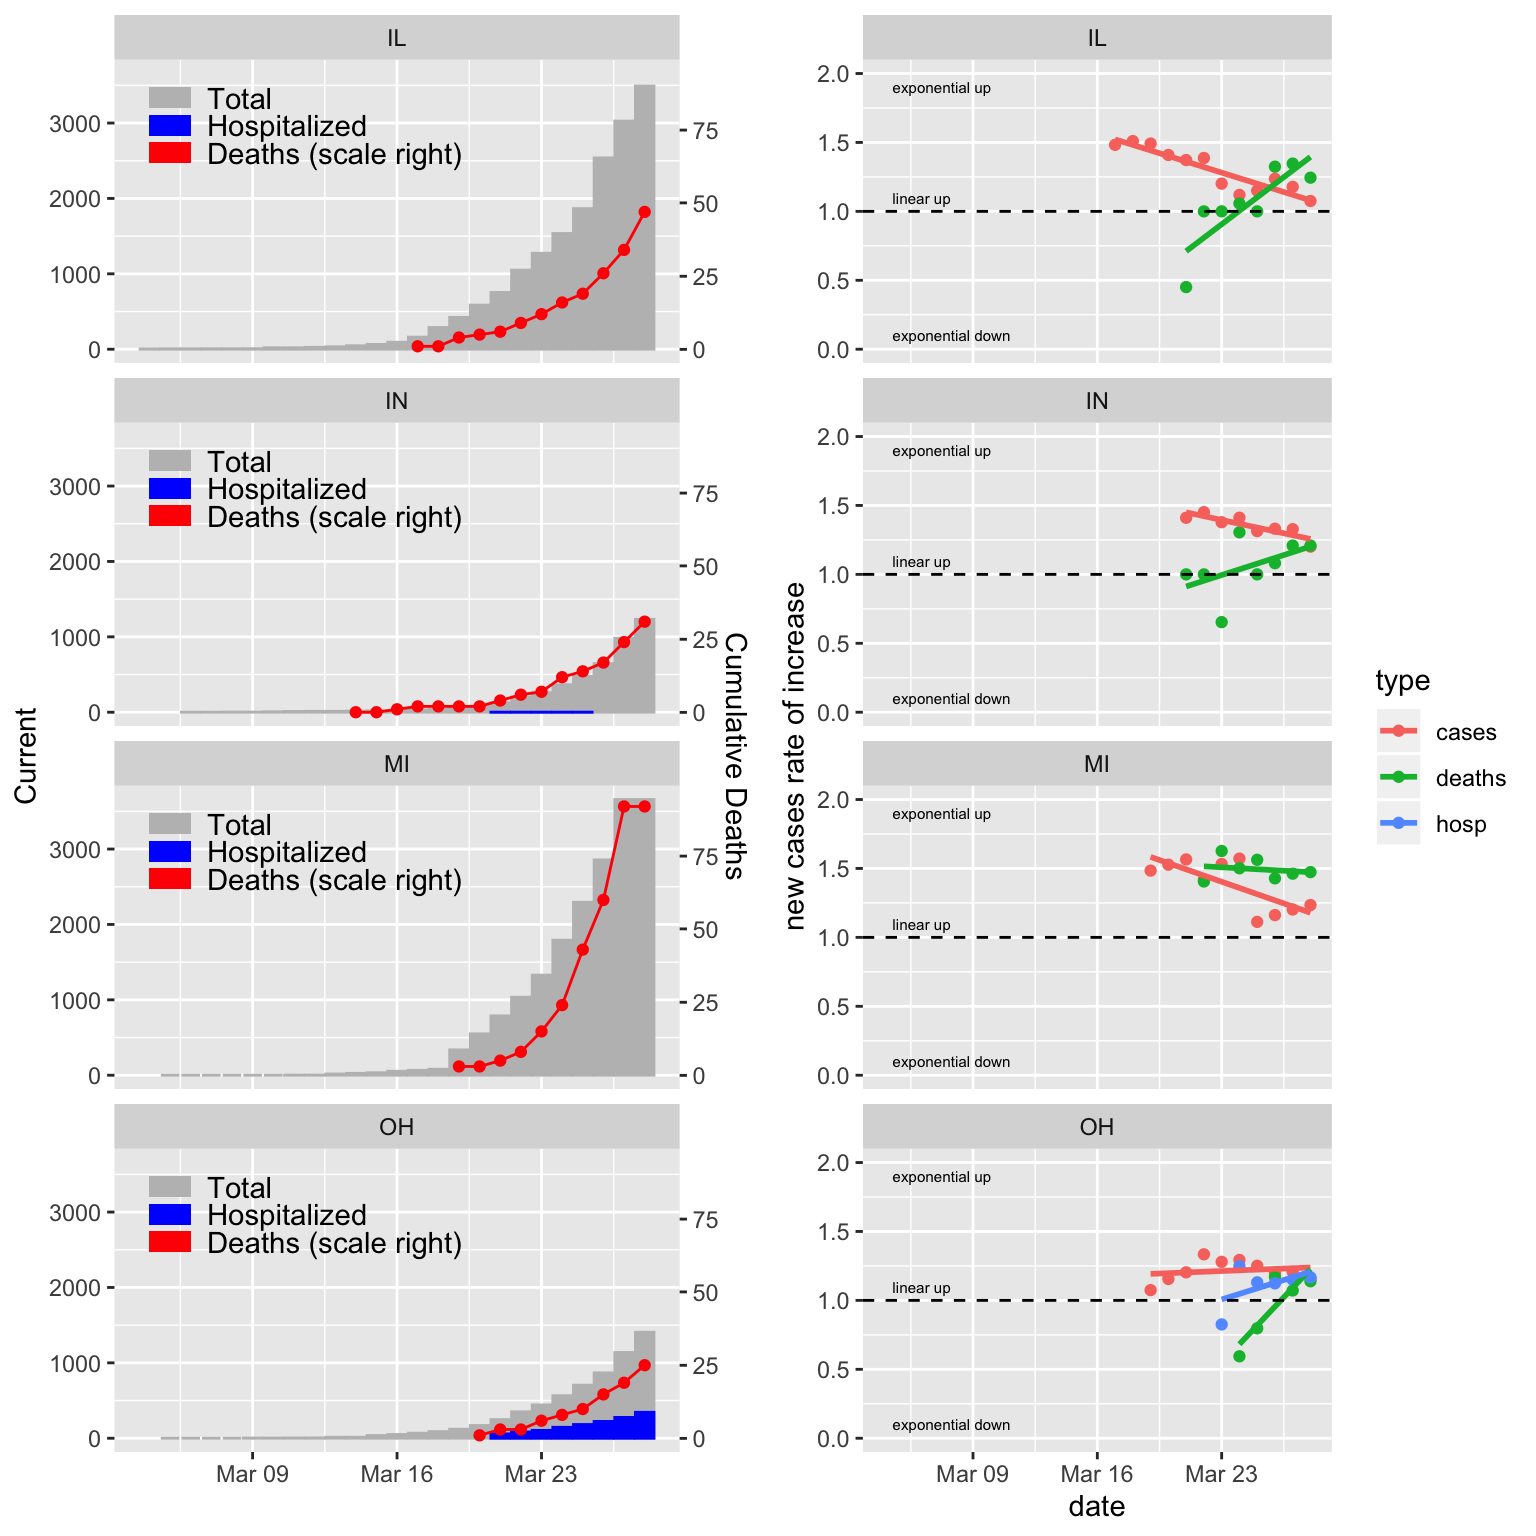 IL
Total
Hospitalized
Deaths (scale right)
3000
2000
1000
0
75
50
25
0
IN
Total
Hospitalized
Deaths (scale right)
3000
2000
1000
0
75
50
25
0
MI
Total
Hospitalized
Deaths (scale right)
3000
2000
1000
0
75
50
25
0
OH
Total
Hospitalized
Deaths (scale right)
3000
2000
1000
0
75
50
25
0
Mar 09
Mar 16
Mar 23
Current
Cumulative Deaths
IL
2.0
1.5
1.0
0.5
0.0
exponential up
linear up
exponential down
IN
2.0
1.5
1.0
0.5
0.0
exponential up
linear up
exponential down
MI
2.0
1.5
1.0
0.5
0.0
exponential up
linear up
exponential down
OH
2.0
1.5
1.0
0.5
0.0
exponential up
linear up
exponential down
Mar 09
Mar 16
Mar 23
date
new cases rate of increase
type
cases
deaths
hosp